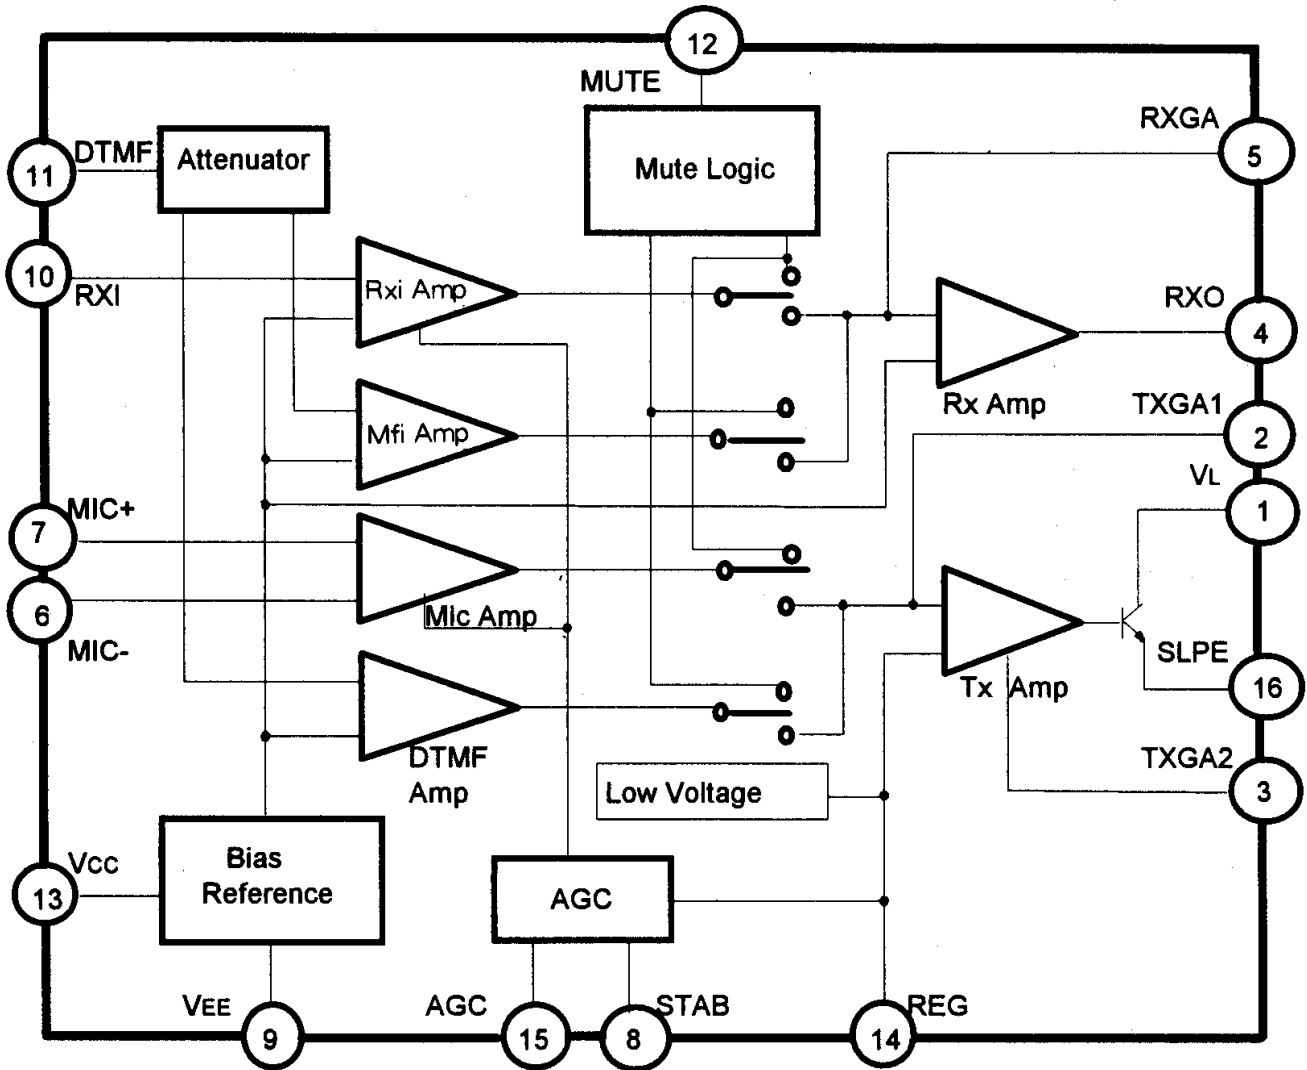 12
MUTE
RXGA
5
11
DTMF
Attenuator
Mute Logic
10
RXI
Rxi Amp
RXO
4
Rx Amp
TXGA1
2
Mfi Amp
VL
1
MIC+
7
6
MIC-
Mic Amp
SLPE
16
Tx Amp
DTMF
Amp
TXGA2
3
Low Voltage
Vcc
13
Bias
Reference
AGC
VEE
9
AGC
15
STAB
8
REG
14